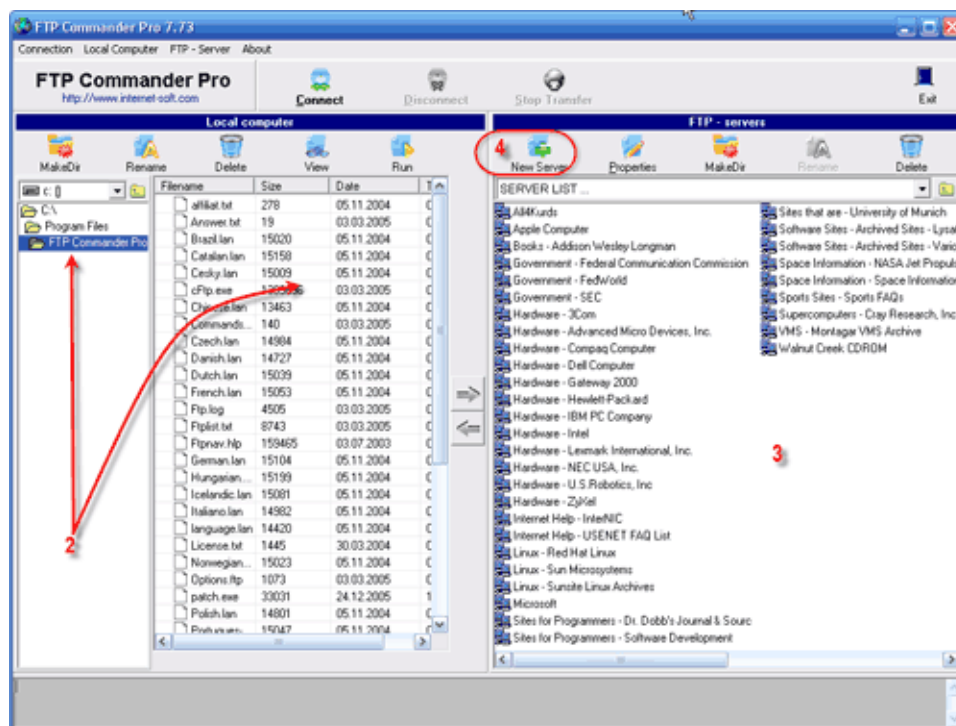 FTP Commander Pro 7.73
Connection Local Computer FTP - Server About
FTP Commander Pro
http://www.internet-soft.com
Connect
Disconnect
Stop Transfer
Exit
Local computer
MakeDir Rename Delete View Run
c: []
C:\
Program Files
FTP Commander Pro
Filename Size Date
affiliat.txt 278 05.11.2004
Answer.txt 19 03.03.2005
Brazil.lan 15020 05.11.2004
Catalan.lan 15158 05.11.2004
Cesky.lan 15009 05.11.2004
cFtp.exe 03.03.2005
Chinese.lan 13463 05.11.2004
Commands... 140 03.03.2005
Czech.lan 14984 05.11.2004
Danish.lan 14727 05.11.2004
Dutch.lan 15039 05.11.2004
French.lan 15053 05.11.2004
Ftp.log 4505 03.03.2005
Ftplist.txt 8743 03.03.2005
Ftpnav.hlp 159465 03.07.2003
German.lan 15104 05.11.2004
Hungarian... 15199 05.11.2004
Icelandic.lan 15081 05.11.2004
Italiano.lan 14982 05.11.2004
language.lan 14420 05.11.2004
License.txt 1445 30.03.2004
Norwegian... 15023 05.11.2004
Options.ftp 1073 03.03.2005
patch.exe 33031 24.12.2005
Polish.lan 14801 05.11.2004
Portugues- 15047 05.11.2004
2
FTP - servers
4
New Server Properties MakeDir Rename Delete
SERVER LIST ...
All4Kurds
Apple Computer
Books - Addison Wesley Longman
Government - Federal Communication Commission
Government - FedWorld
Government - SEC
Hardware - 3Com
Hardware - Advanced Micro Devices, Inc.
Hardware - Compaq Computer
Hardware - Dell Computer
Hardware - Gateway 2000
Hardware - Hewlett-Packard
Hardware - IBM PC Company
Hardware - Intel
Hardware - Lexmark International, Inc.
Hardware - NEC USA, Inc.
Hardware - U.S.Robotics, Inc
Hardware - ZyXel
Internet Help - InterNIC
Internet Help - USENET FAQ List
Linux - Red Hat Linux
Linux - Sun Microsystems
Linux - Sunsite Linux Archives
Microsoft
Sites for Programmers - Dr. Dobb's Journal & Sourc
Sites for Programmers - Software Development
Sites that are - University of Munich
Software Sites - Archived Sites - Lysa
Software Sites - Archived Sites - Vario
Space Information - NASA Jet Propuls
Space Information - Space Information
Sports Sites - Sports FAQs
Supercomputers - Cray Research, Inc
VMS - Montagar VMS Archive
Walnut Creek CDROM
3